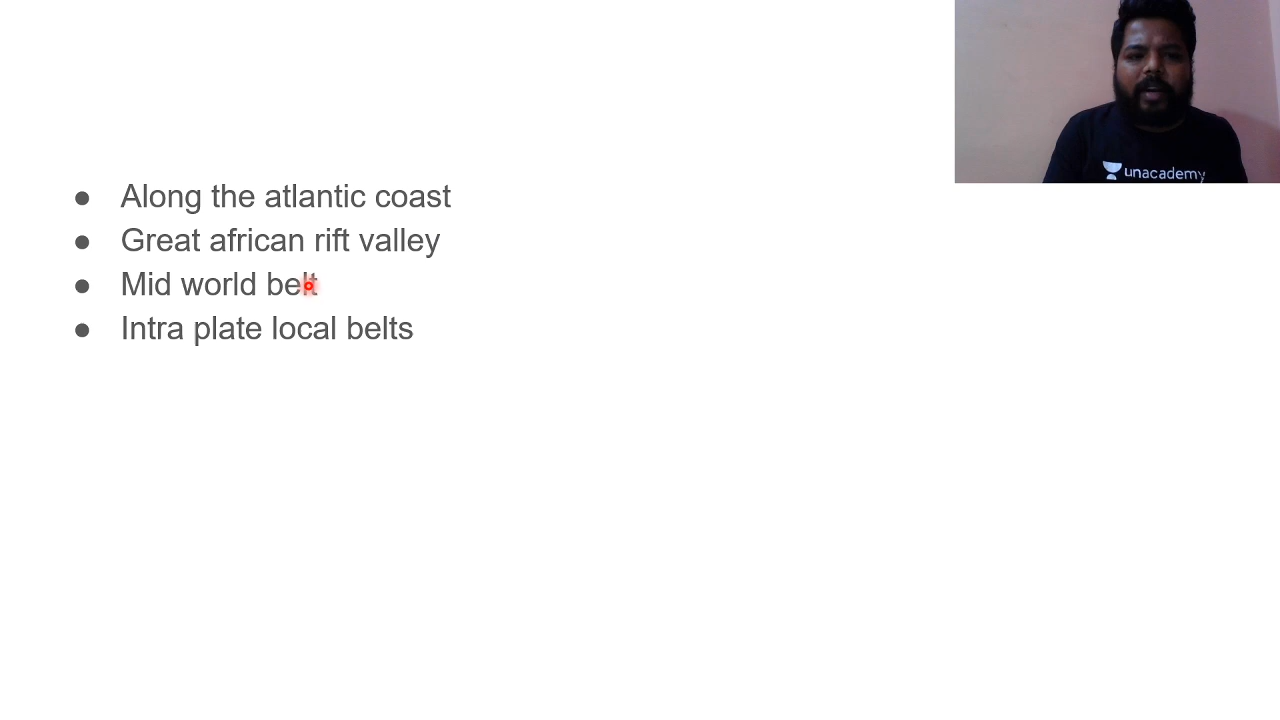 ● Along the atlantic coast
● Great african rift valley
● Mid world belt
● Intra plate local belts
unacademy